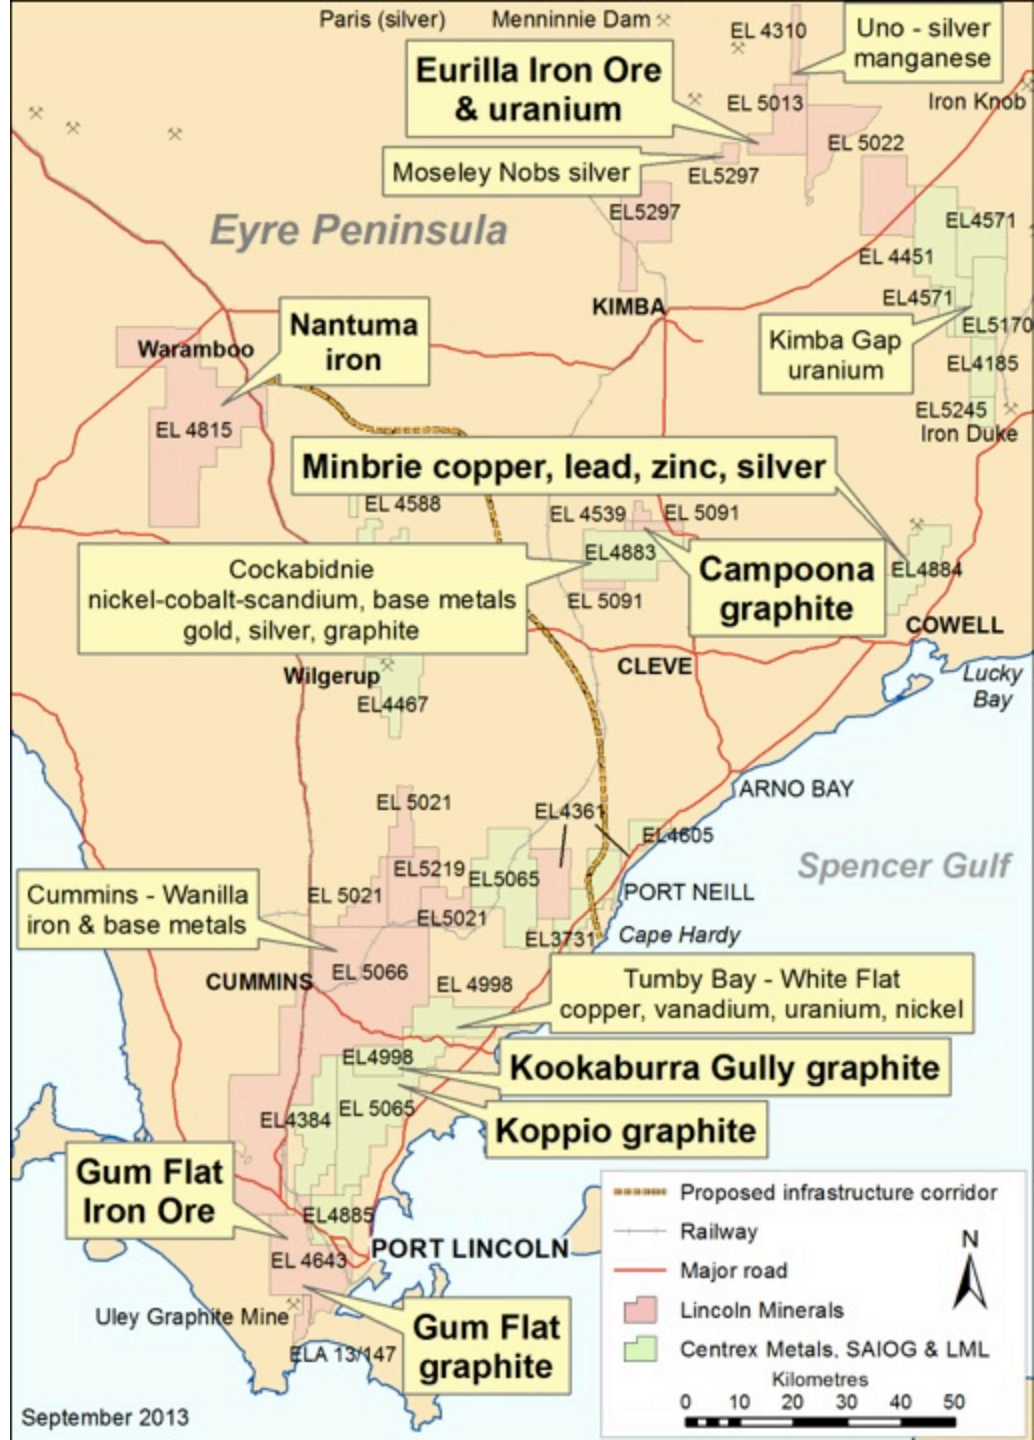 Paris (silver)
Menninnie Dam
EL 4310
Uno - silver
manganese
Eurilla Iron Ore
& uranium
EL 5013
Iron Knob
EL 5022
Moseley Nobs silver
EL5297
EL5297
Eyre Peninsula
EL4571
EL 4451
EL4571
KIMBA
Nantuma
iron
EL5170
Kimba Gap
uranium
Waramboo
EL4185
EL5245
Iron Duke
EL 4815
Minbrie copper, lead, zinc, silver
EL 4588
EL 4539
EL 5091
EL4883
Cockabidnie
nickel-cobalt-scandium, base metals
gold, silver, graphite
Campoona
graphite
EL4884
EL 5091
COWELL
CLEVE
Wilgerup
Lucky
Bay
EL4467
ARNO BAY
EL 5021
EL4361
EL4605
Spencer Gulf
EL5219
EL5065
EL 5021
PORT NEILL
Cummins - Wanilla
iron & base metals
EL5021
EL3731
Cape Hardy
EL 5066
CUMMINS
EL 4998
Tumby Bay - White Flat
copper, vanadium, uranium, nickel
EL4998
Kookaburra Gully graphite
EL 5065
EL4384
Koppio graphite
Gum Flat
Iron Ore
EL4885
PORT LINCOLN
EL 4643
Uley Graphite Mine
Gum Flat
graphite
ELA 13/147
September 2013
Proposed infrastructure corridor
Railway
N
Major road
Lincoln Minerals
Centrex Metals, SAIOG & LML
Kilometres
0 10 20 30 40 50